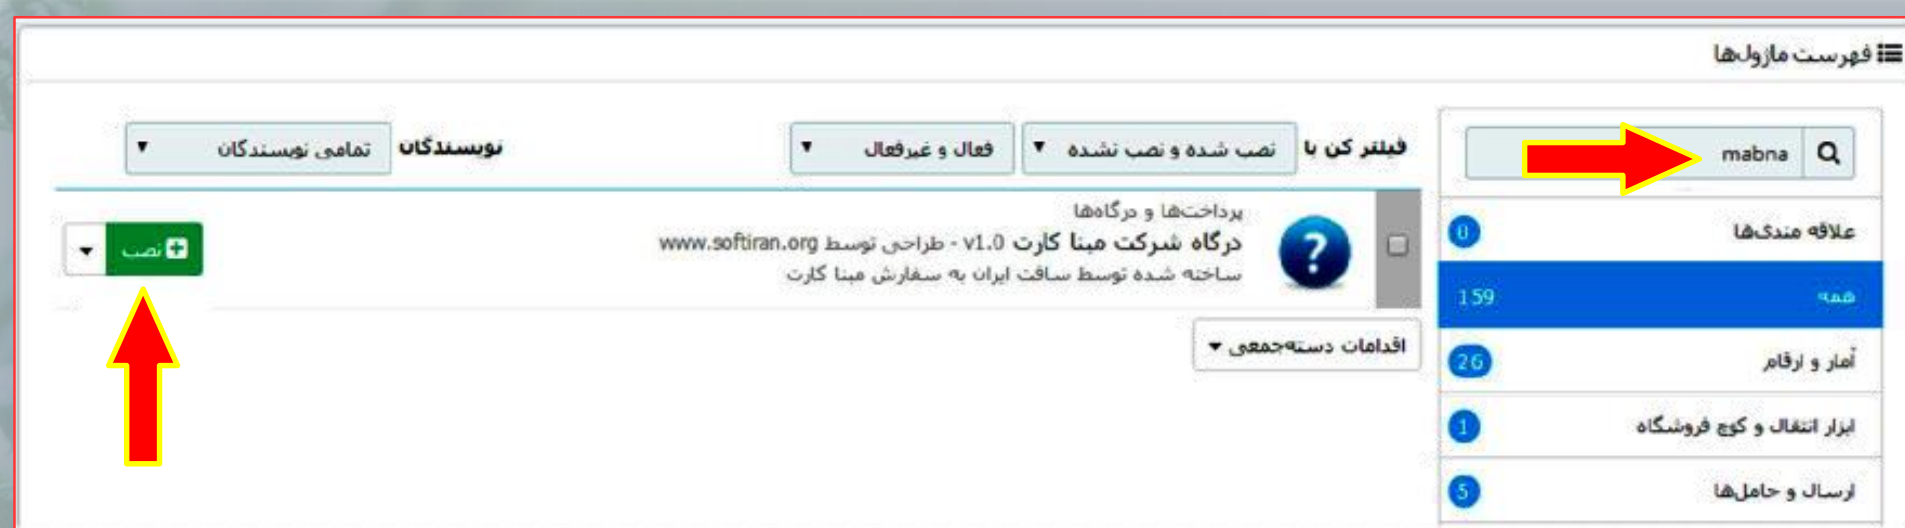 فهرست ماژول‌ها
mabna
علاقه مندی‌ها 0
همه 159
آمار و ارقام 26
ابزار انتقال و کوچ فروشگاه 1
ارسال و حامل‌ها 5
فیلتر کن با نصب شده و نصب نشده فعال و غیرفعال نویسندگان تمامی نویسندگان
پرداخت‌ها و درگاه‌ها
درگاه شرکت مبنا کارت v1.0 - طراحی توسط www.softiran.org
ساخته شده توسط سافت ایران به سفارش مبنا کارت
نصب
اقدامات دسته‌جمعی